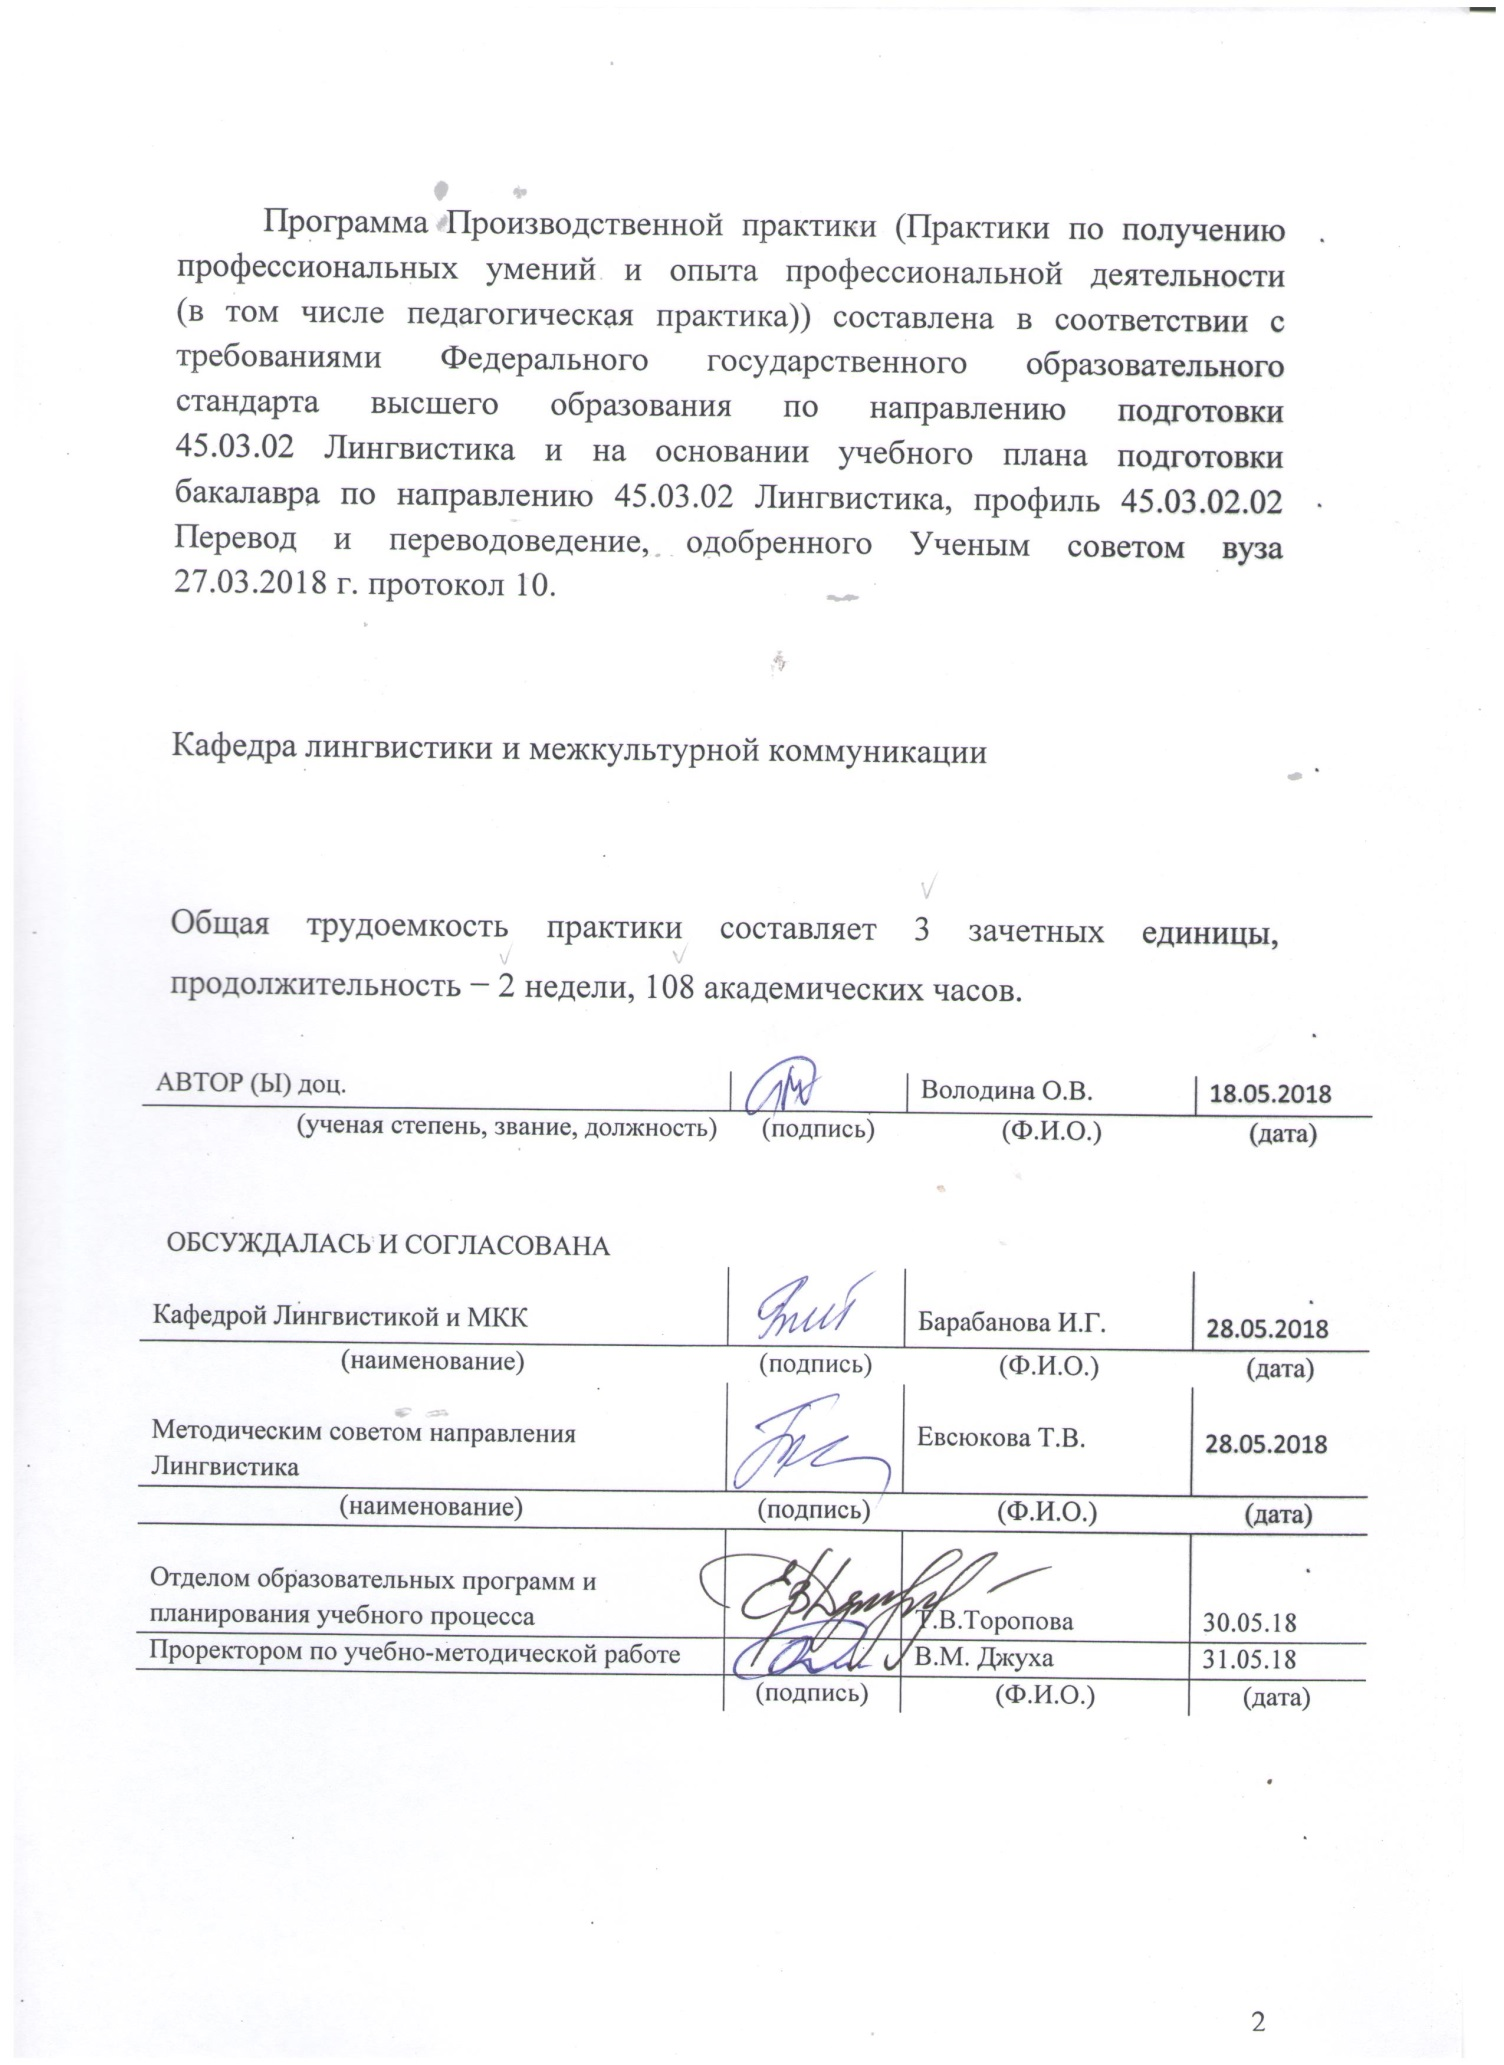 Программа Производственной практики (Практики по получению
профессиональных умений и опыта профессиональной деятельности
(в том числе педагогическая практика)) составлена в соответствии с
требованиями Федерального государственного образовательного
стандарта высшего образования по направлению подготовки
45.03.02 Лингвистика и на основании учебного плана подготовки
бакалавра по направлению 45.03.02 Лингвистика, профиль 45.03.02.02
Перевод и переводоведение, одобренного Ученым советом вуза
27.03.2018 г. протокол 10.
Кафедра лингвистики и межкультурной коммуникации
Общая трудоемкость практики составляет 3 зачетных единицы,
продолжительность – 2 недели, 108 академических часов.
АВТОР (Ы) доц. Володина О.В. 18.05.2018
(ученая степень, звание, должность) (подпись) (Ф.И.О.) (дата)
ОБСУЖДАЛАСЬ И СОГЛАСОВАНА
Кафедрой Лингвистикой и МКК Барабанова И.Г. 28.05.2018
(наименование) (подпись) (Ф.И.О.) (дата)
Методическим советом направления
Лингвистика Евсюкова Т.В. 28.05.2018
(наименование) (подпись) (Ф.И.О.) (дата)
Отделом образовательных программ и
планирования учебного процесса Т.В.Торопова 30.05.18
Проректором по учебно-методической работе В.М. Джуха 31.05.18
(подпись) (Ф.И.О.) (дата)
2